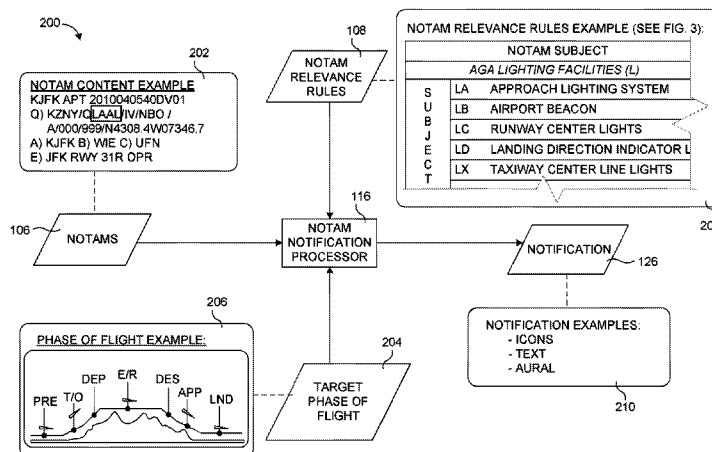 200
202
NOTAM CONTENT EXAMPLE
KJFK APT 2010040540DV01
Q) KZNY/QLAAL/IV/NBO /
A/000/999/N4308.4W07346.7
A) KJFK B) WIE C) UFN
E) JFK RWY 31R OPR
108
NOTAM
RELEVANCE
RULES
NOTAM RELEVANCE RULES EXAMPLE (SEE FIG. 3):
NOTAM SUBJECT
AGA LIGHTING FACILITIES (L)
SUBJECT
LA APPROACH LIGHTING SYSTEM
LB AIRPORT BEACON
LC RUNWAY CENTER LIGHTS
LD LANDING DIRECTION INDICATOR L
LX TAXIWAY CENTER LINE LIGHTS
20
106
NOTAMS
116
NOTAM
NOTIFICATION
PROCESSOR
NOTIFICATION
126
206
PHASE OF FLIGHT EXAMPLE:
PRE
T/O
DEP
E/R
DES
APP
LND
204
TARGET
PHASE OF
FLIGHT
NOTIFICATION EXAMPLES:
- ICONS
- TEXT
- AURAL
210